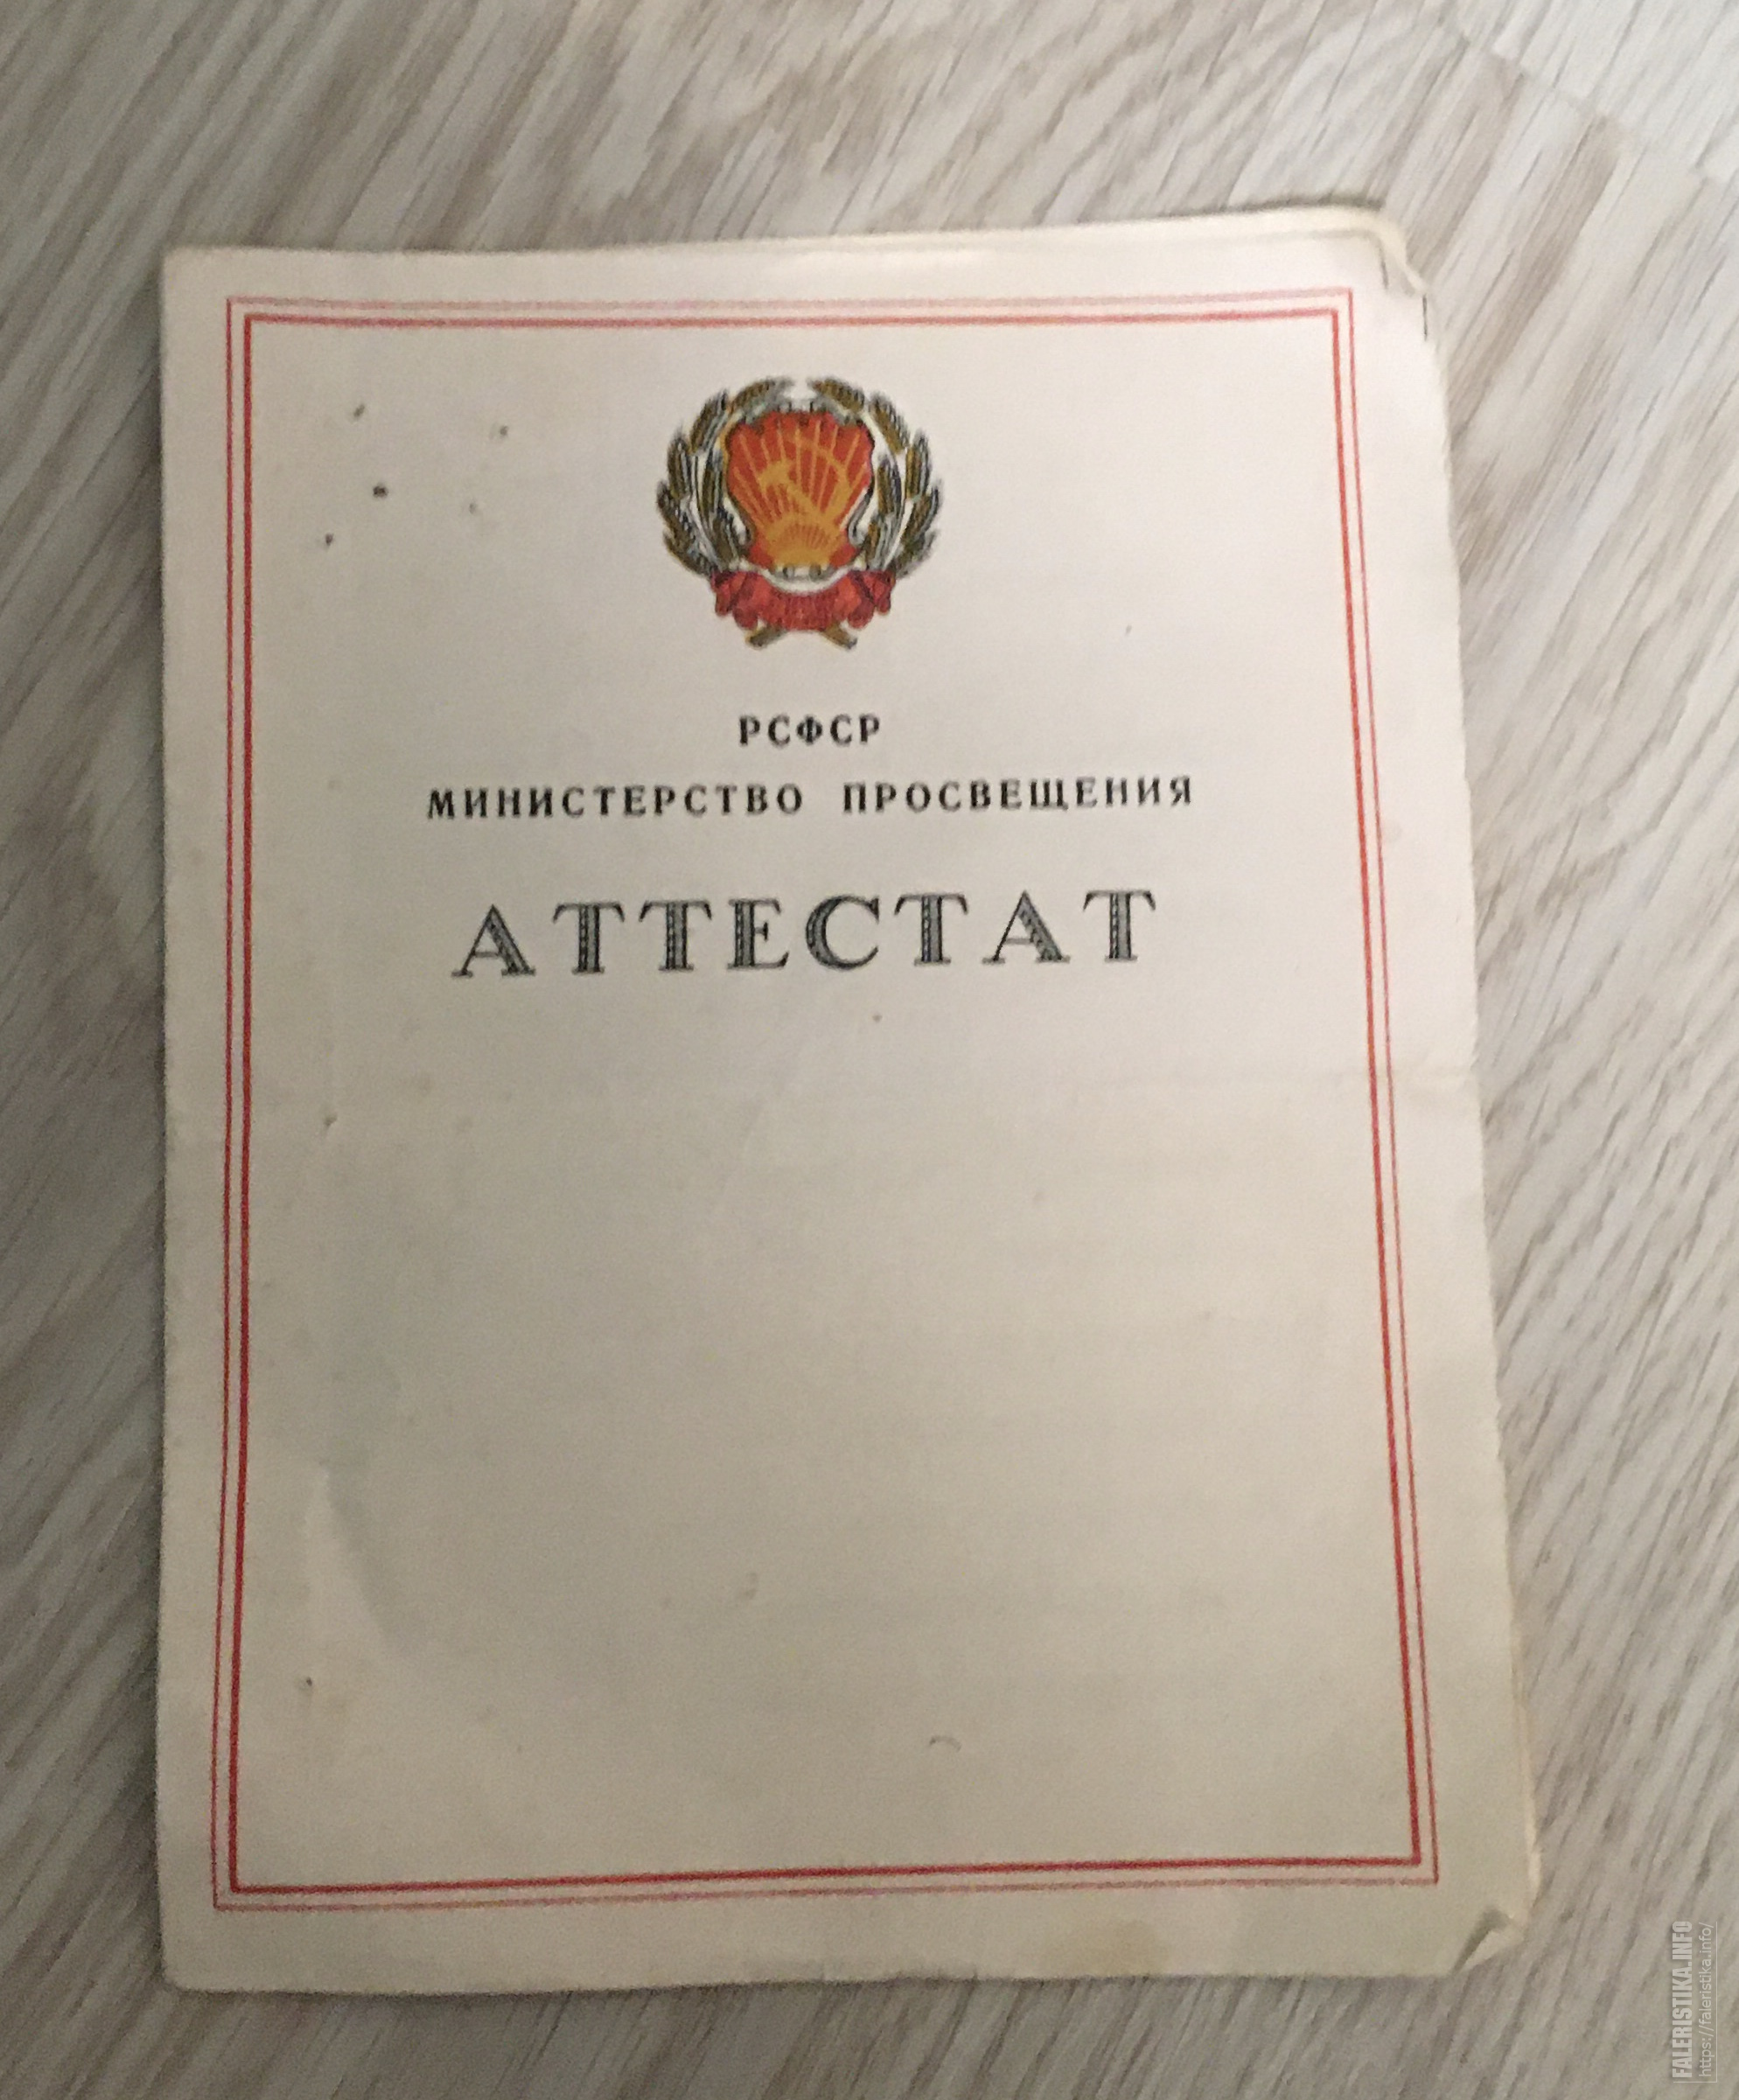 РСФСР
МИНИСТЕРСТВО ПРОСВЕЩЕНИЯ
АТТЕСТАТ
FALERISTIKA.INFO
https://faleristika.info/